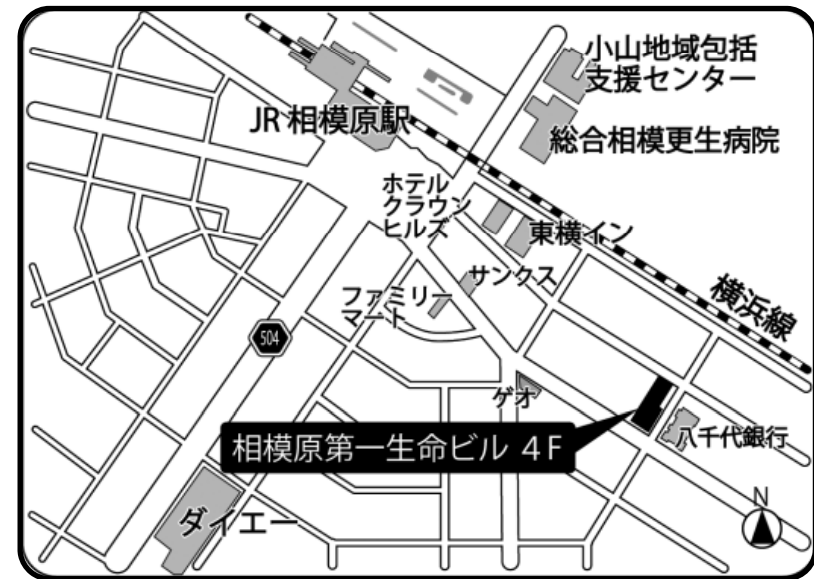 小山地域包括
支援センター
JR 相模原駅
総合相模更生病院
ホテル
クラウン
ヒルズ
東横イン
サンクス
ファミリー
マート
横浜線
504
ゲオ
相模原第一生命ビル 4F
八千代銀行
N
ダイエー